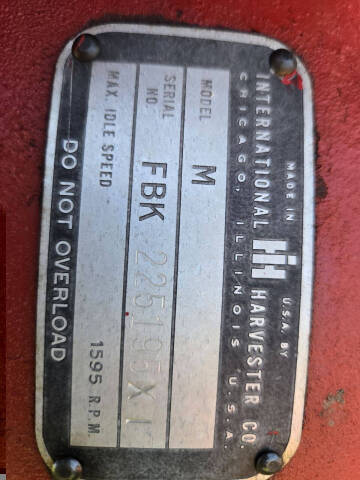 MADE IN U.S.A. BY
INTERNATIONAL IH HARVESTER CO.
CHICAGO, ILLINOIS U.S.A.
MODEL M
SERIAL NO. FBK 225195X1
MAX. IDLE SPEED 1595 R.P.M.
DO NOT OVERLOAD